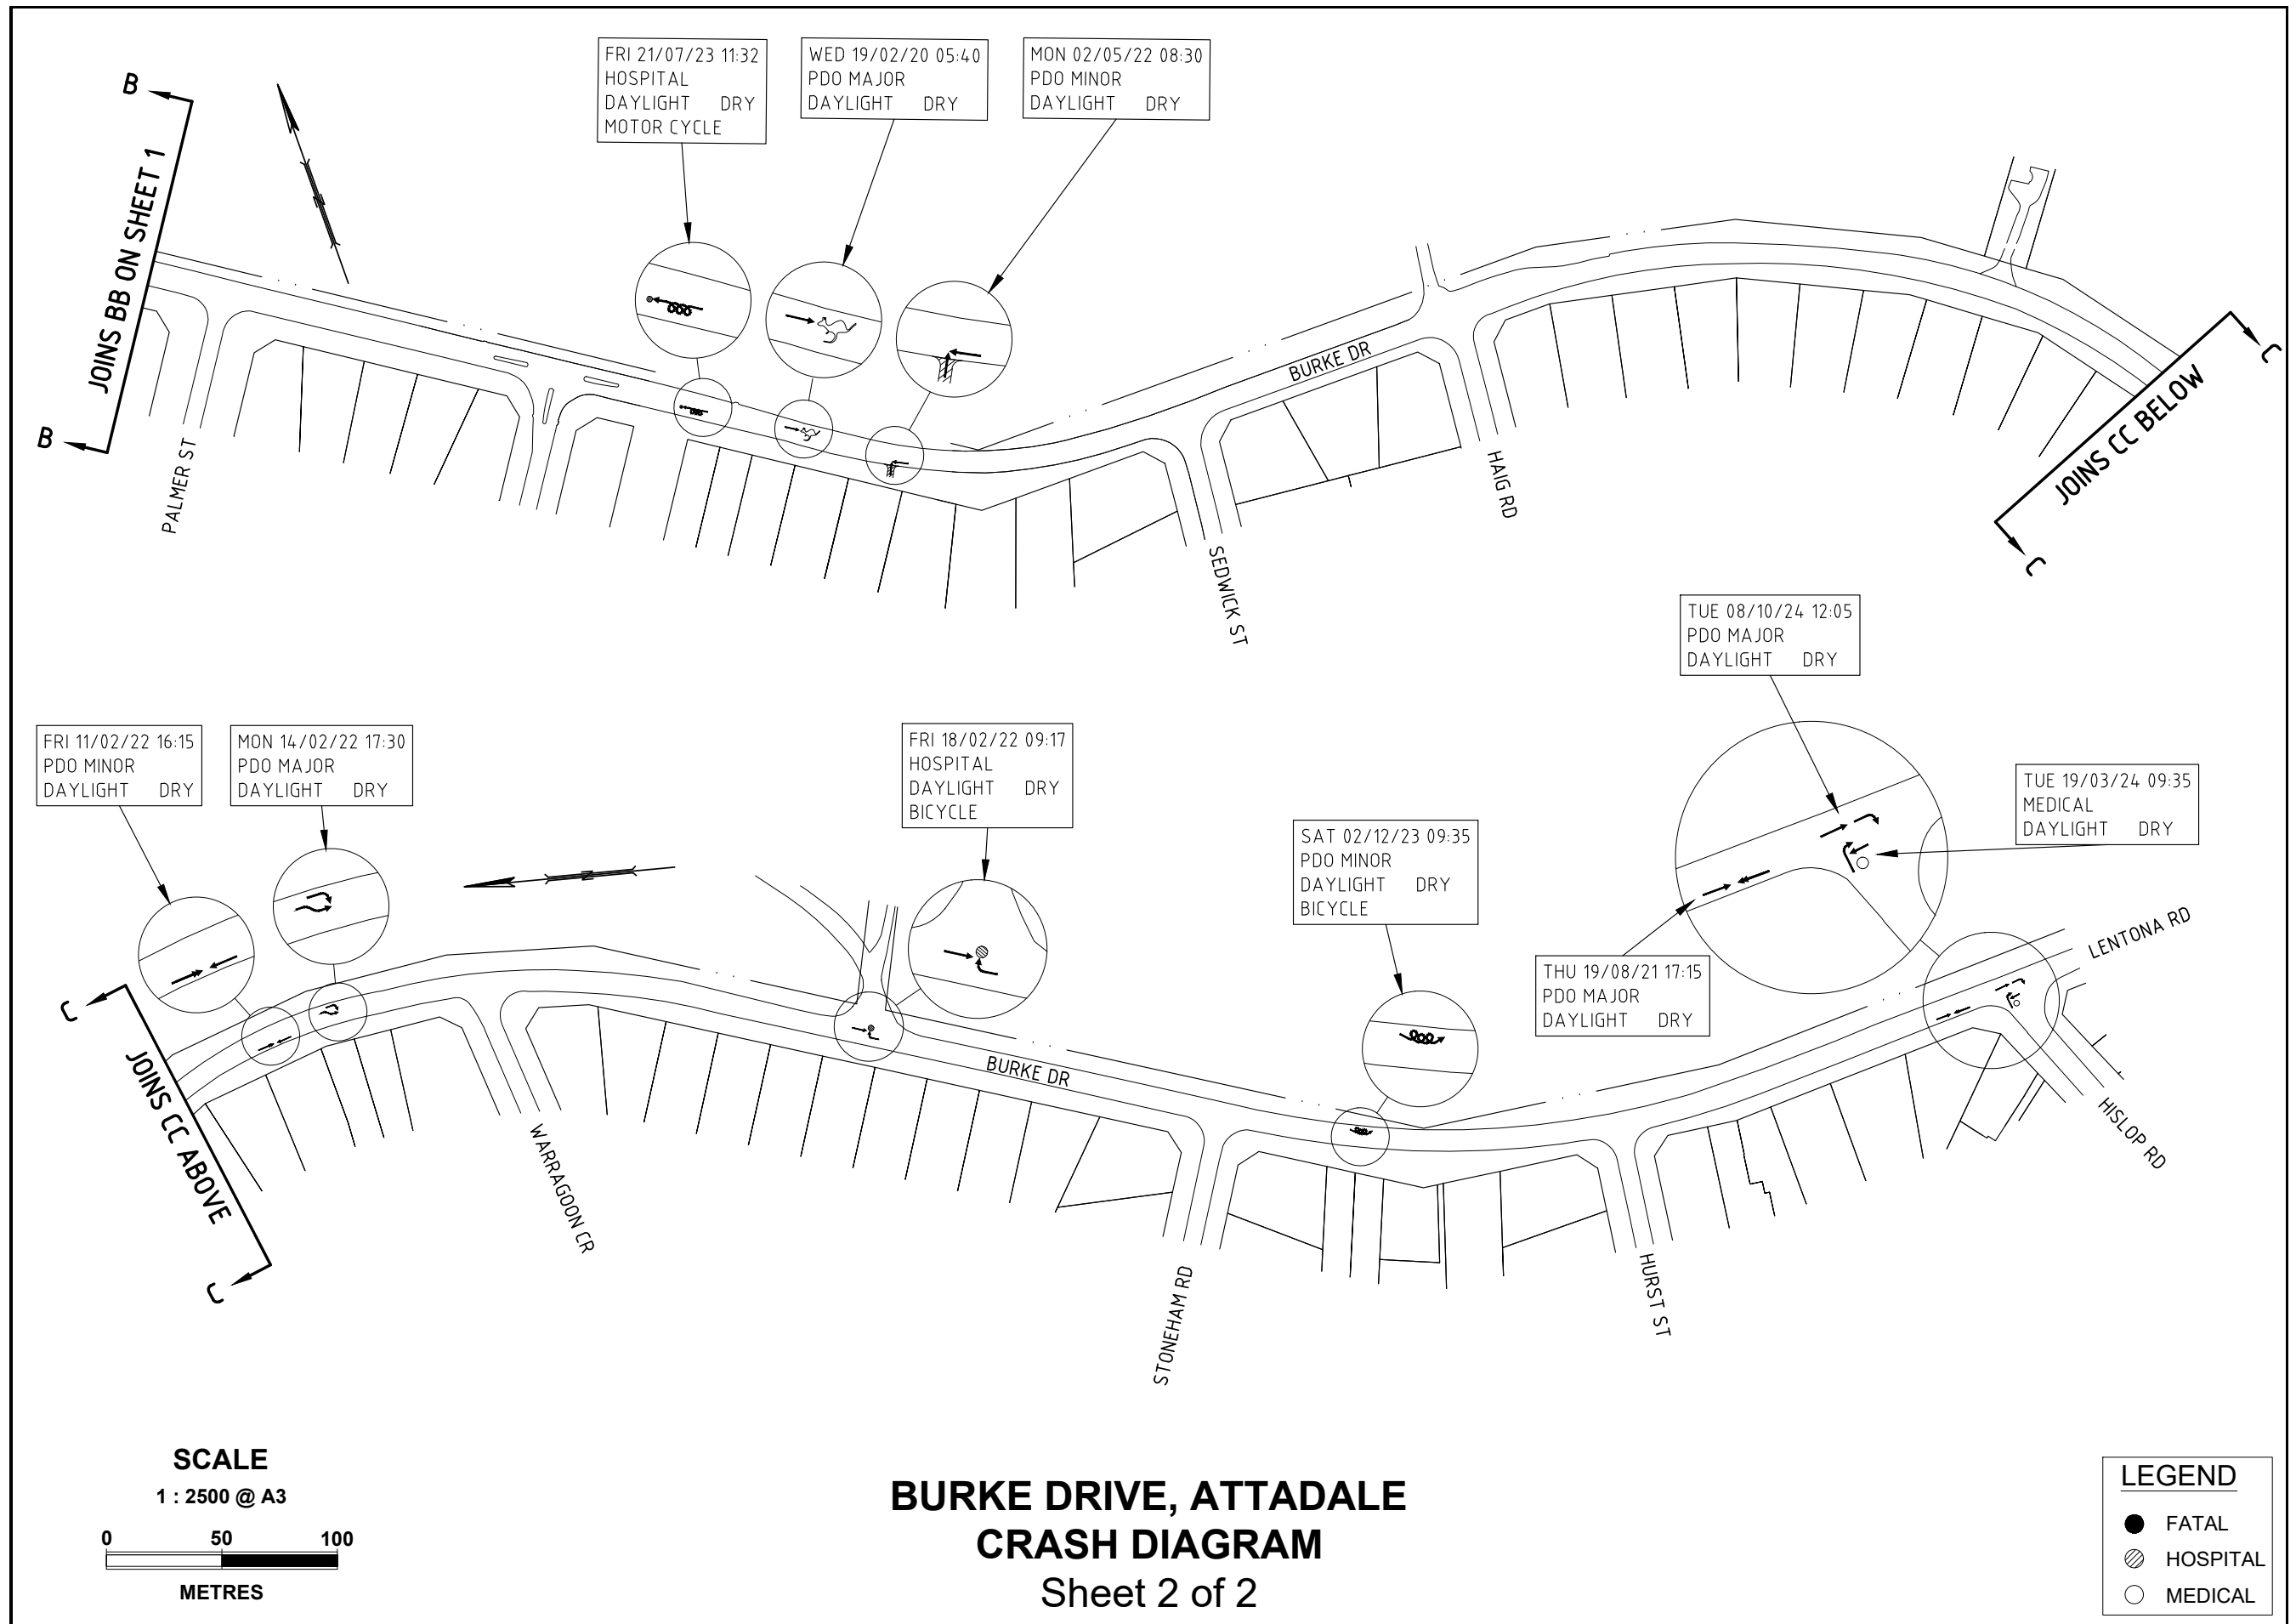 FRI 21/07/23 11:32
HOSPITAL
DAYLIGHT DRY
MOTOR CYCLE
WED 19/02/20 05:40
PDO MAJOR
DAYLIGHT DRY
MON 02/05/22 08:30
PDO MINOR
DAYLIGHT DRY
B
JOINS BB ON SHEET 1
B
N
PALMER ST
BURKE DR
SEDWICK ST
HAIG RD
C
JOINS CC BELOW
C
TUE 08/10/24 12:05
PDO MAJOR
DAYLIGHT DRY
FRI 11/02/22 16:15
PDO MINOR
DAYLIGHT DRY
MON 14/02/22 17:30
PDO MAJOR
DAYLIGHT DRY
FRI 18/02/22 09:17
HOSPITAL
DAYLIGHT DRY
BICYCLE
SAT 02/12/23 09:35
PDO MINOR
DAYLIGHT DRY
BICYCLE
TUE 19/03/24 09:35
MEDICAL
DAYLIGHT DRY
THU 19/08/21 17:15
PDO MAJOR
DAYLIGHT DRY
N
C
JOINS CC ABOVE
C
WARRAGOON CR
BURKE DR
STONEHAM RD
HURST ST
LENTONA RD
HISLOP RD
SCALE
1 : 2500 @ A3
0 50 100
METRES
BURKE DRIVE, ATTADALE
CRASH DIAGRAM
Sheet 2 of 2
LEGEND
FATAL
HOSPITAL
MEDICAL